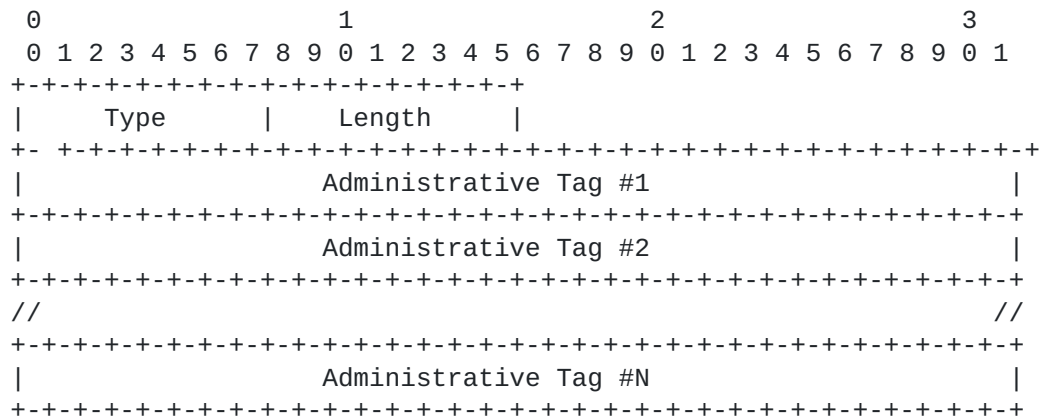 0                   1                   2                   3
 0 1 2 3 4 5 6 7 8 9 0 1 2 3 4 5 6 7 8 9 0 1 2 3 4 5 6 7 8 9 0 1
+-+-+-+-+-+-+-+-+-+-+-+-+-+-+-+-+
|     Type      |    Length     |
+- +-+-+-+-+-+-+-+-+-+-+-+-+-+-+-+-+-+-+-+-+-+-+-+-+-+-+-+-+-+-+-+
|                   Administrative Tag #1                       |
+-+-+-+-+-+-+-+-+-+-+-+-+-+-+-+-+-+-+-+-+-+-+-+-+-+-+-+-+-+-+-+-+
|                   Administrative Tag #2                       |
+-+-+-+-+-+-+-+-+-+-+-+-+-+-+-+-+-+-+-+-+-+-+-+-+-+-+-+-+-+-+-+-+
//                                                             //
+-+-+-+-+-+-+-+-+-+-+-+-+-+-+-+-+-+-+-+-+-+-+-+-+-+-+-+-+-+-+-+-+
|                   Administrative Tag #N                       |
+-+-+-+-+-+-+-+-+-+-+-+-+-+-+-+-+-+-+-+-+-+-+-+-+-+-+-+-+-+-+-+-+